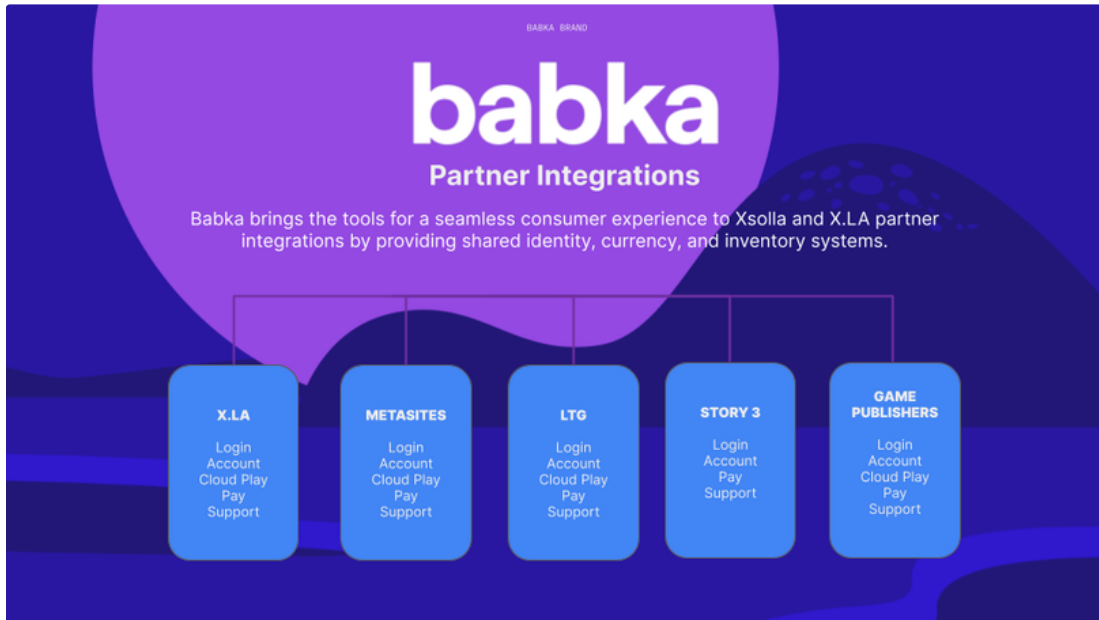 BABKA BRAND
babka
Partner Integrations
Babka brings the tools for a seamless consumer experience to Xsolla and X.LA partner
integrations by providing shared identity, currency, and inventory systems.
X.LA
Login
Account
Cloud Play
Pay
Support
METASITES
Login
Account
Cloud Play
Pay
Support
LTG
Login
Account
Cloud Play
Pay
Support
STORY 3
Login
Account
Pay
Support
GAME
PUBLISHERS
Login
Account
Cloud Play
Pay
Support